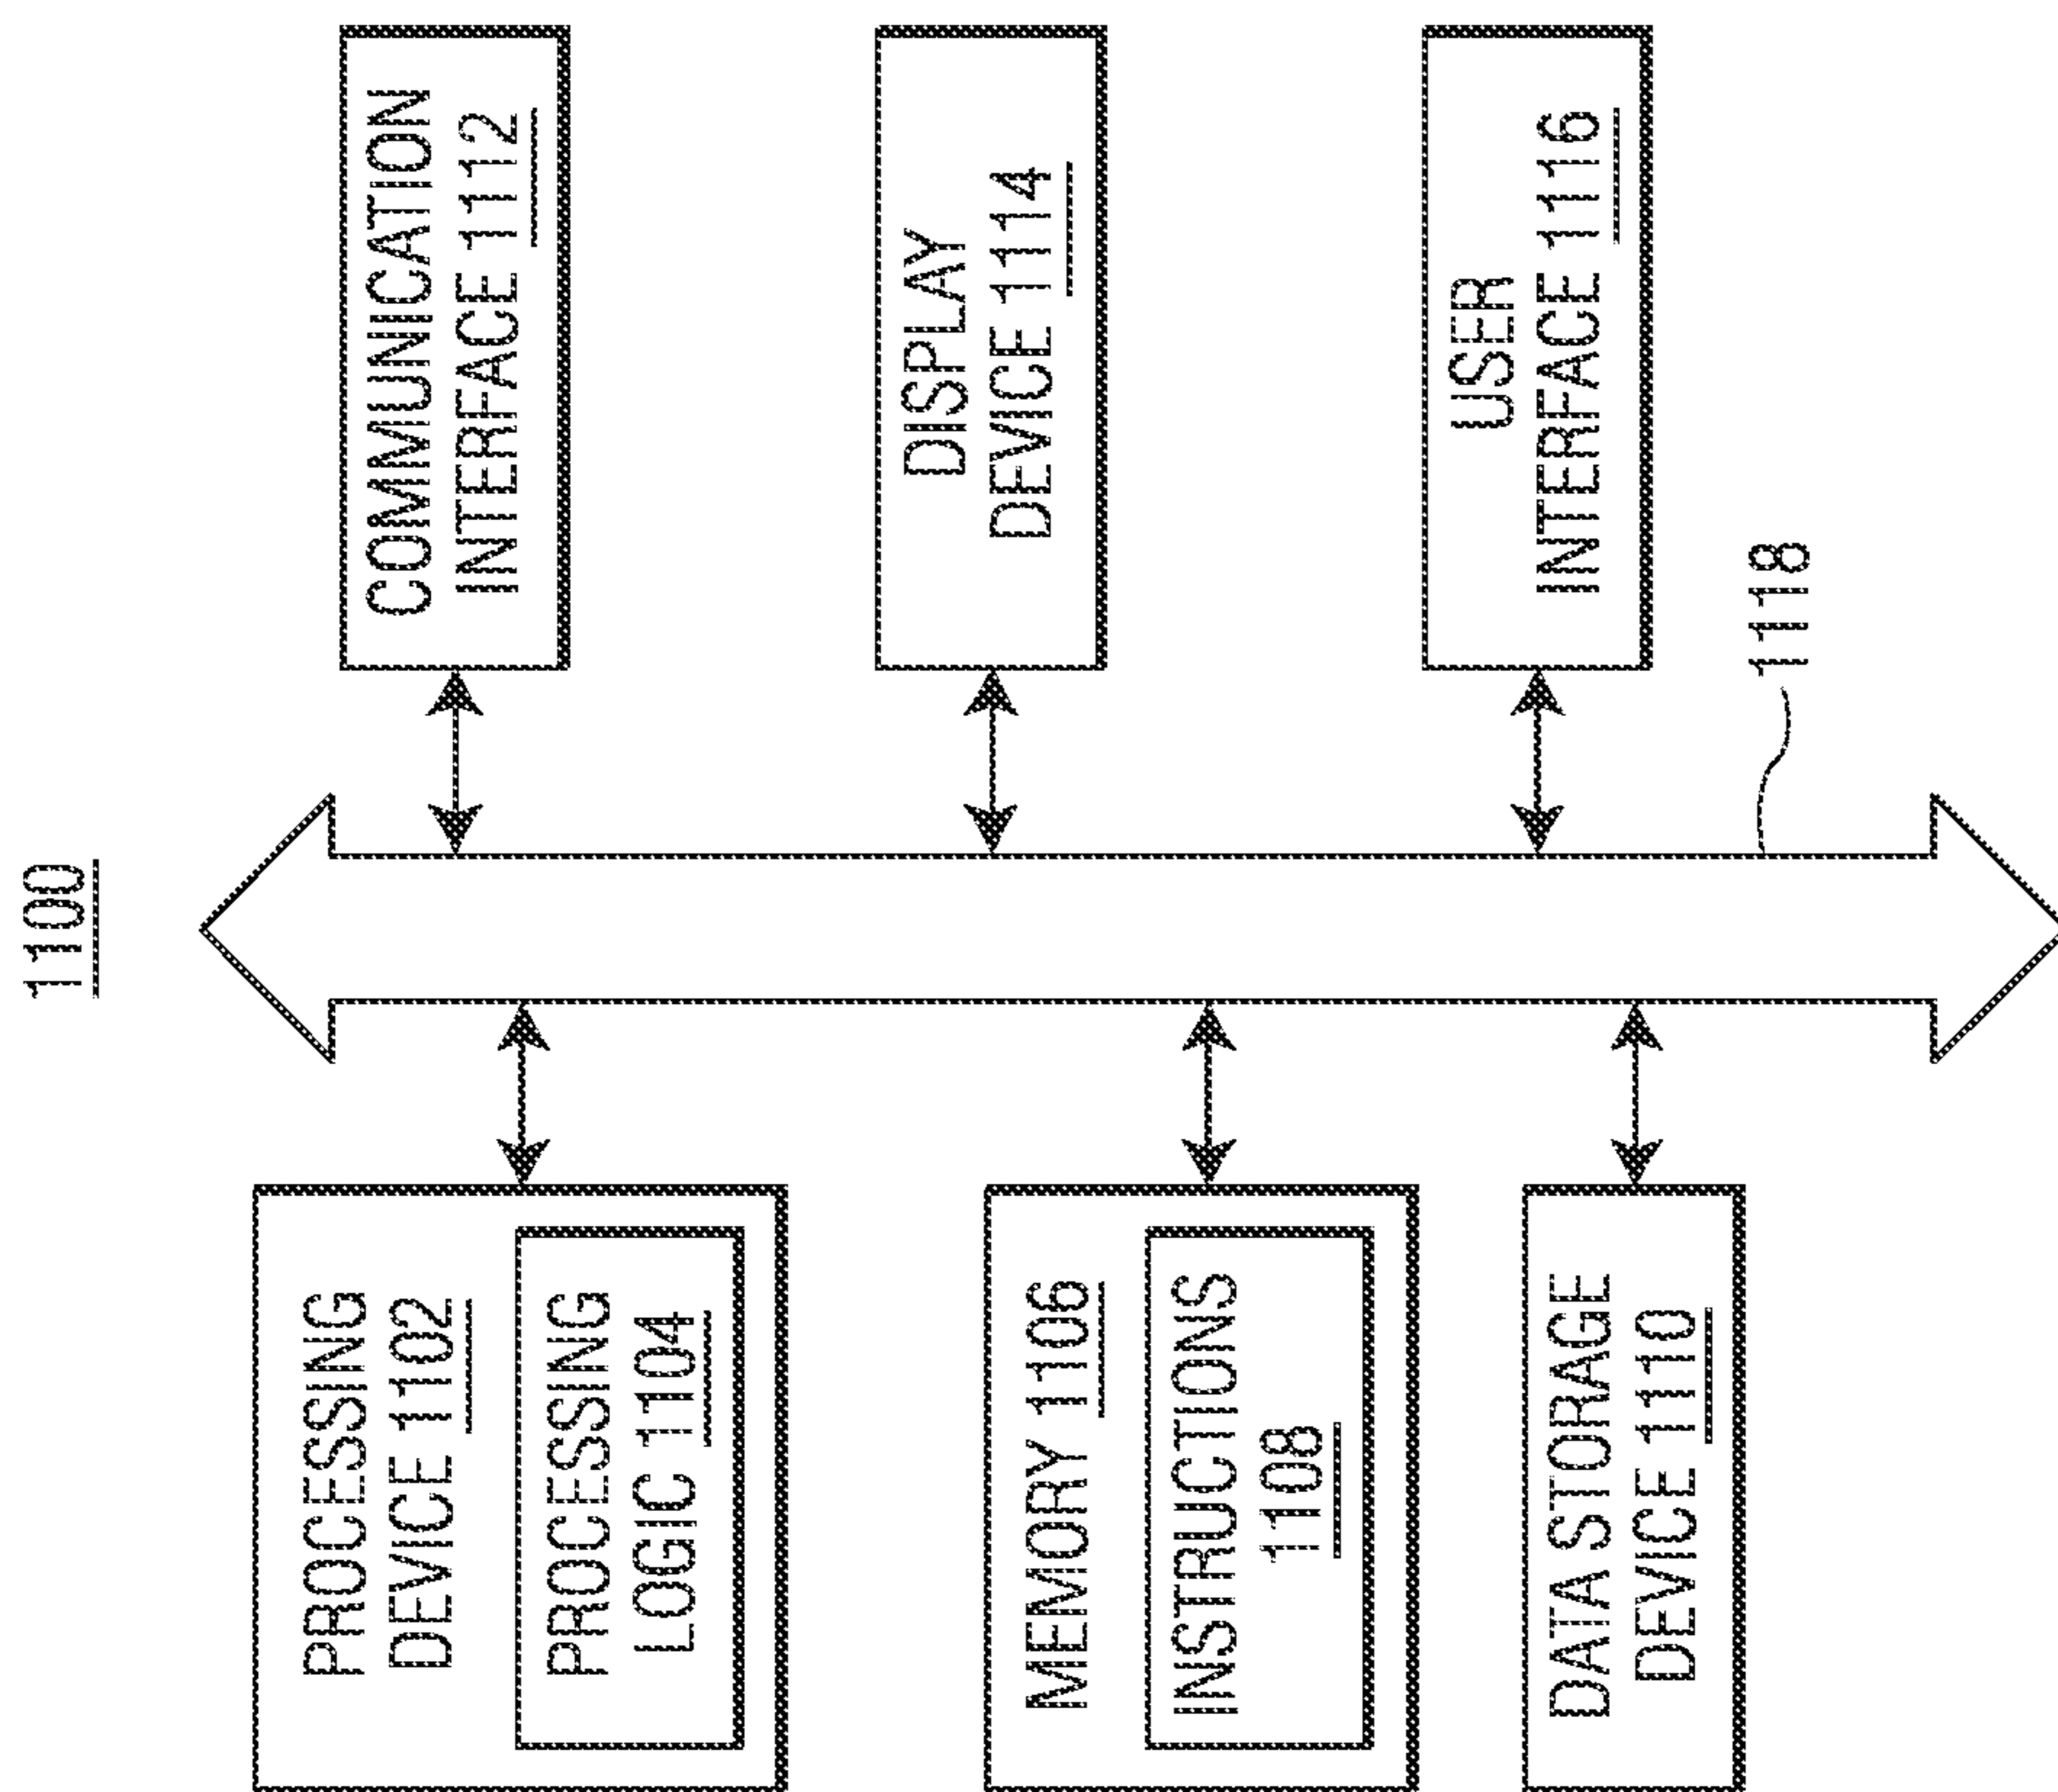 1100
PROCESSING
DEVICE 1102
PROCESSING
LOGIC 1104
MEMORY 1106
INSTRUCTIONS
1108
DATA STORAGE
DEVICE 1110
COMMUNICATION
INTERFACE 1112
DISPLAY
DEVICE 1114
USER
INTERFACE 1116
1118